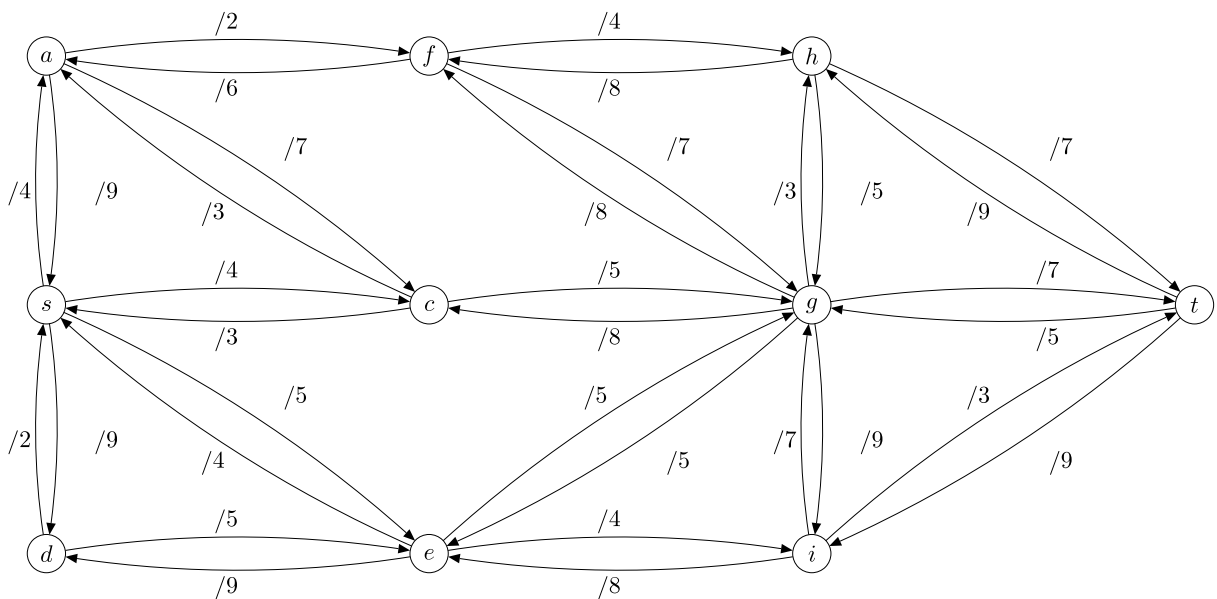 /2 /4
a f h
/6 /8
/7 /7 /7
/4 /9 /3 /5
/3 /8 /9
/4 /5 /7
s c g t
/3 /8 /5
/5 /5 /3
/2 /9 /7 /9
/4 /5 /9
/5 /4
d e i
/9 /8